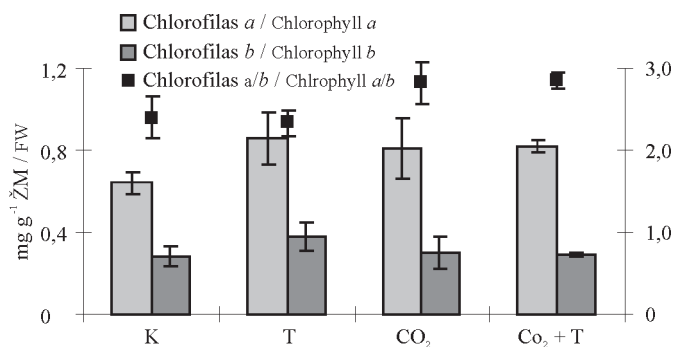 Chlorofilas a / Chlorophyll a
Chlorofilas b / Chlorophyll b
Chlorofilas a/b / Chlrophyll a/b
mg g⁻¹ ŽM / FW
1,2
0,8
0,4
0
3,0
2,0
1,0
0
K T CO₂ Co₂ + T